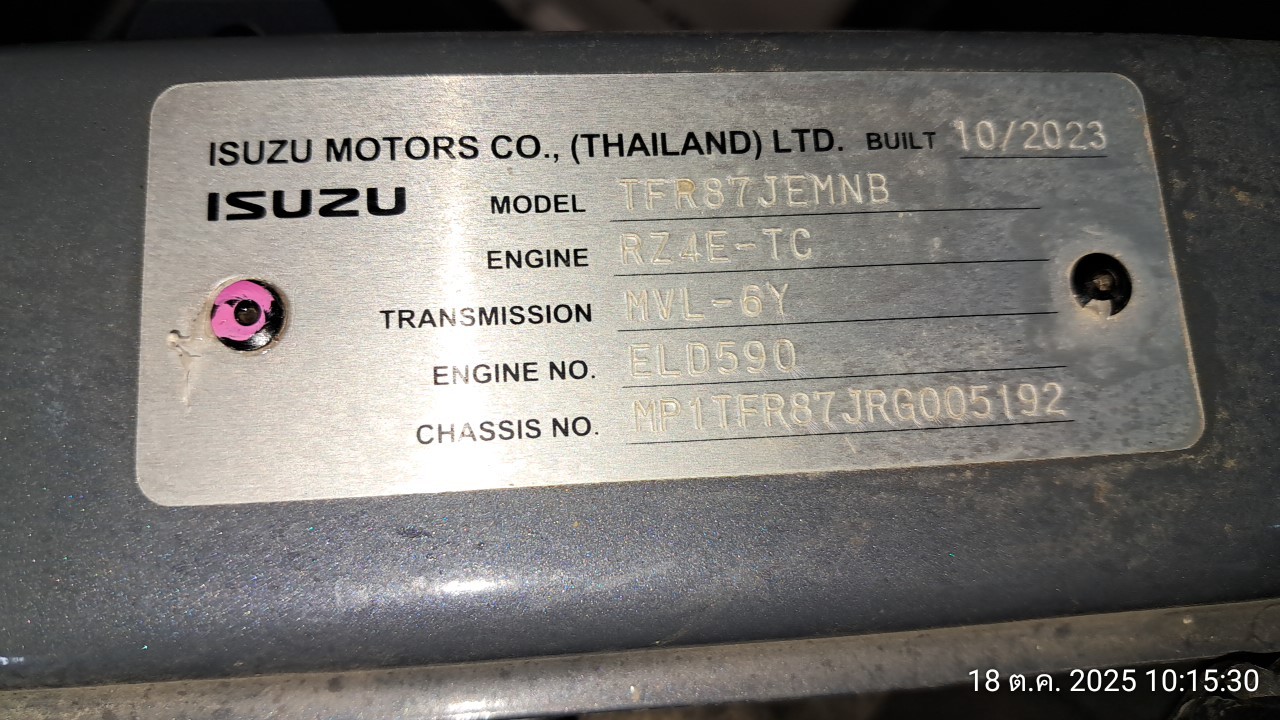 ISUZU MOTORS CO., (THAILAND) LTD. BUILT 10/2023
ISUZU
MODEL TFR87JEMNB
ENGINE RZ4E-TC
TRANSMISSION MVL-6Y
ENGINE NO. ELD590
CHASSIS NO. MP1TFR87JRG005192
18 ต.ค. 2025 10:15:30